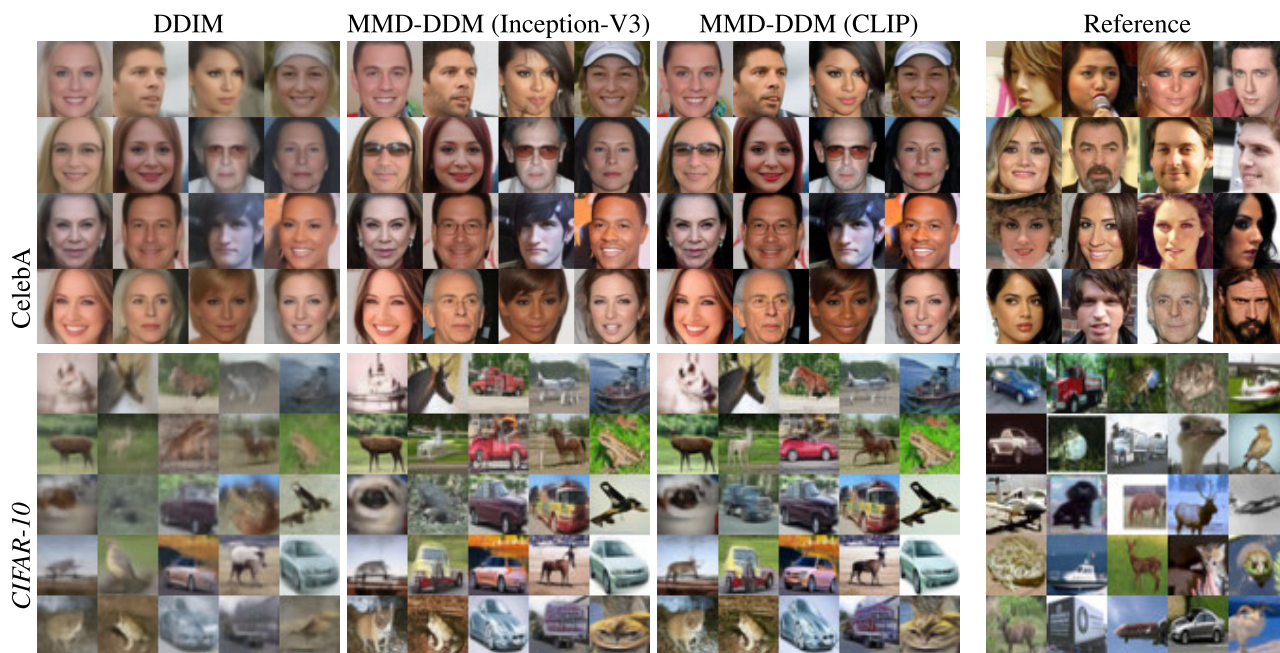 DDIM
MMD-DDM (Inception-V3)
MMD-DDM (CLIP)
Reference
CelebA
CIFAR-10